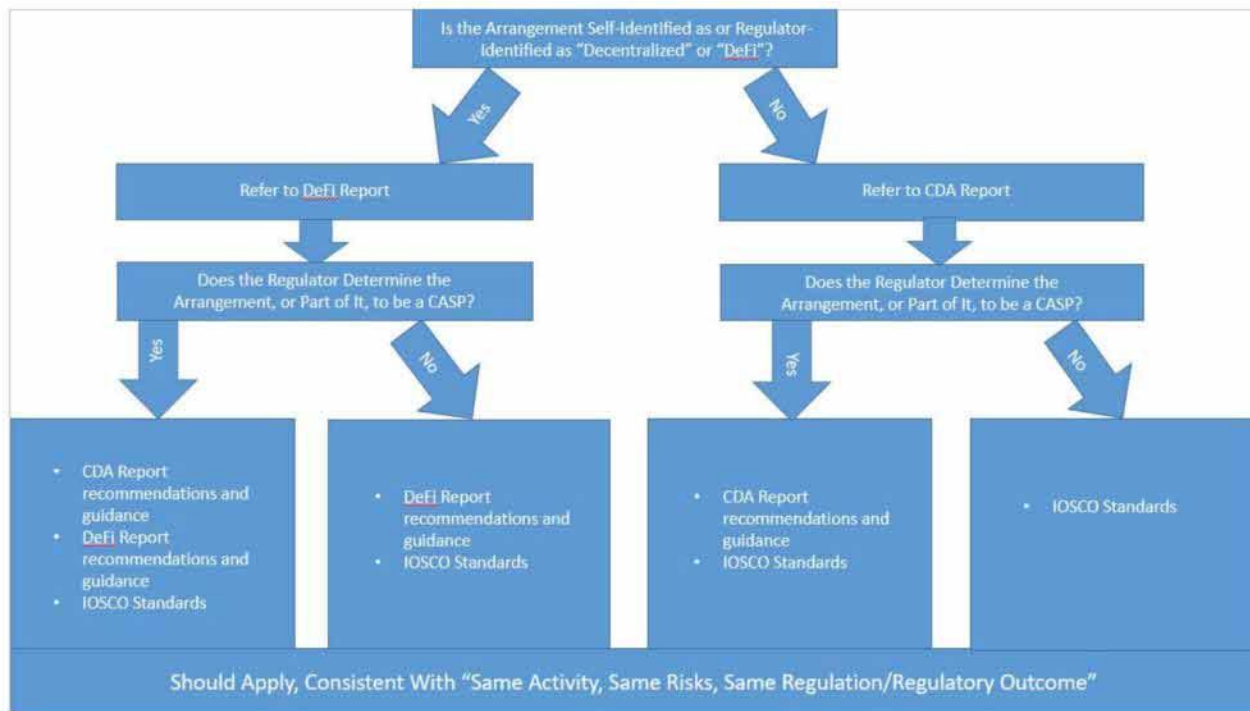 Is the Arrangement Self-Identified as or Regulator-
Identified as “Decentralized” or “DeFi”?
Yes
No
Refer to DeFi Report
Refer to CDA Report
Does the Regulator Determine the
Arrangement, or Part of It, to be a CASP?
Does the Regulator Determine the
Arrangement, or Part of It, to be a CASP?
Yes
No
Yes
No
• CDA Report
recommendations and
guidance
• DeFi Report
recommendations and
guidance
• IOSCO Standards
• DeFi Report
recommendations and
guidance
• IOSCO Standards
• CDA Report
recommendations and
guidance
• IOSCO Standards
• IOSCO Standards
Should Apply, Consistent With “Same Activity, Same Risks, Same Regulation/Regulatory Outcome”